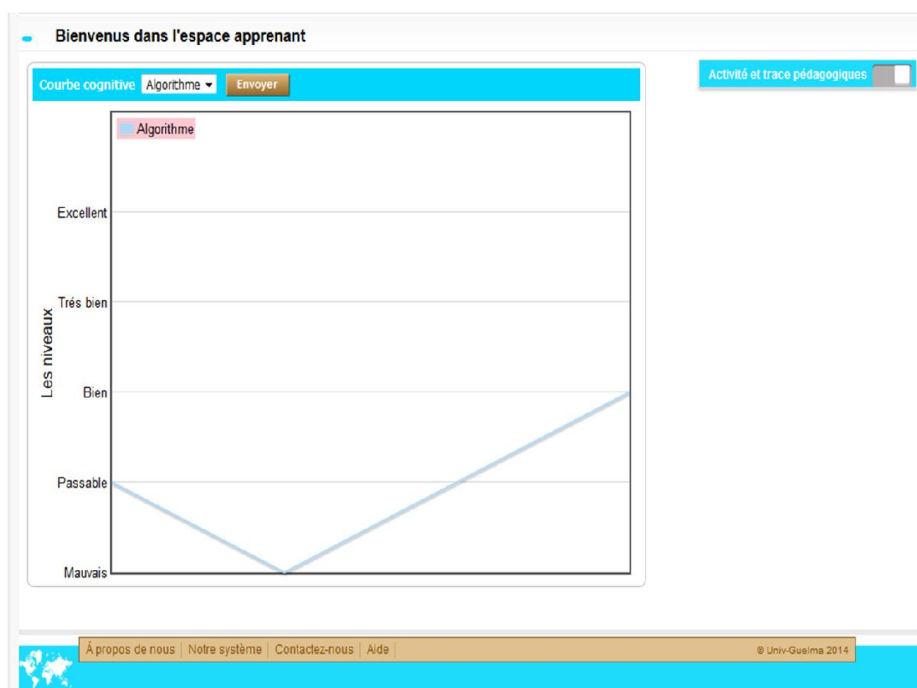 Bienvenus dans l'espace apprenant
Courbe cognitive Algorithme Envoyer
Activité et trace pédagogiques
Algorithme
Excellent
Trés bien
Bien
Passable
Mauvais
Les niveaux
Á propos de nous Notre système Contactez-nous Aide
© Univ-Guelma 2014